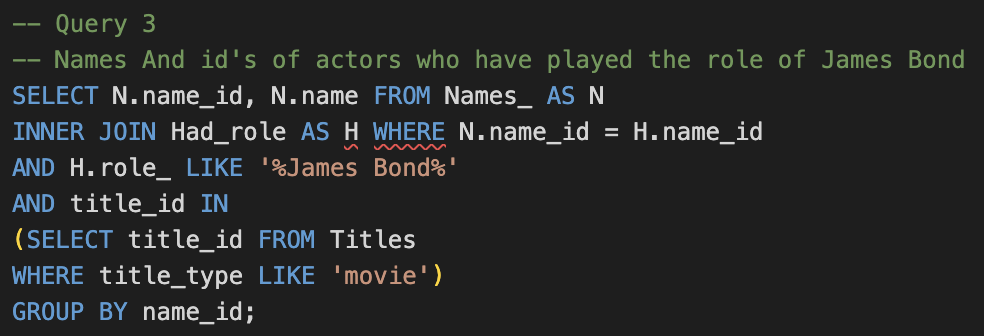 -- Query 3
-- Names And id's of actors who have played the role of James Bond
SELECT N.name_id, N.name FROM Names_ AS N
INNER JOIN Had_role AS H WHERE N.name_id = H.name_id
AND H.role_ LIKE '%James Bond%'
AND title_id IN
(SELECT title_id FROM Titles
WHERE title_type LIKE 'movie')
GROUP BY name_id;